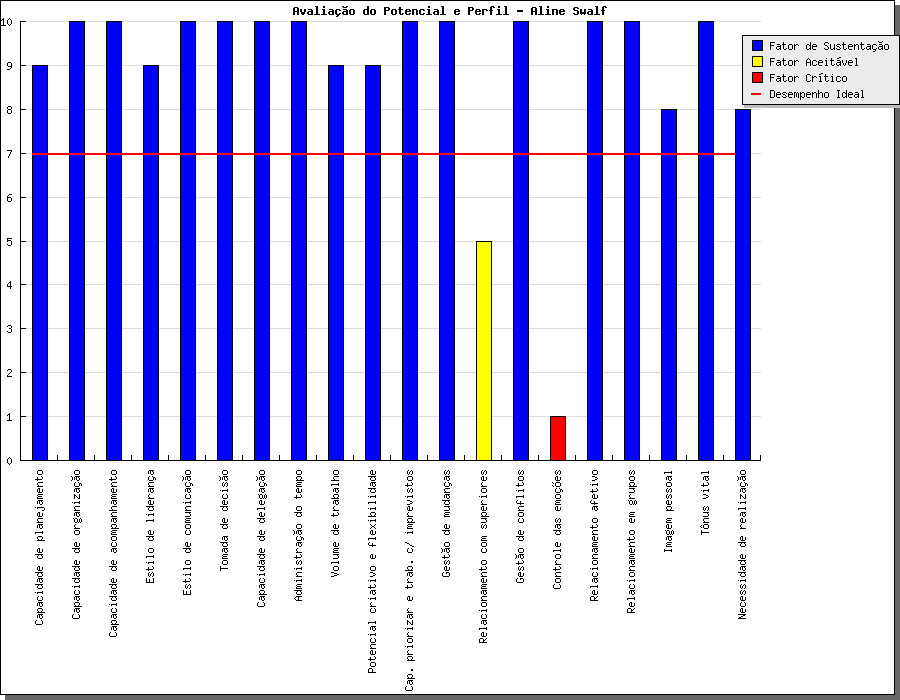 Avaliação do Potencial e Perfil - Aline Swalf
Fator de Sustentação
Fator Aceitável
Fator Crítico
Desempenho Ideal
10
9
8
7
6
5
4
3
2
1
0
Capacidade de planejamento
Capacidade de organização
Capacidade de acompanhamento
Estilo de liderança
Estilo de comunicação
Tomada de decisão
Capacidade de delegação
Administração do tempo
Volume de trabalho
Potencial criativo e flexibilidade
Cap. priorizar e trab. c/ imprevistos
Gestão de mudanças
Relacionamento com superiores
Gestão de conflitos
Controle das emoções
Relacionamento afetivo
Relacionamento em grupos
Imagem pessoal
Tônus vital
Necessidade de realização